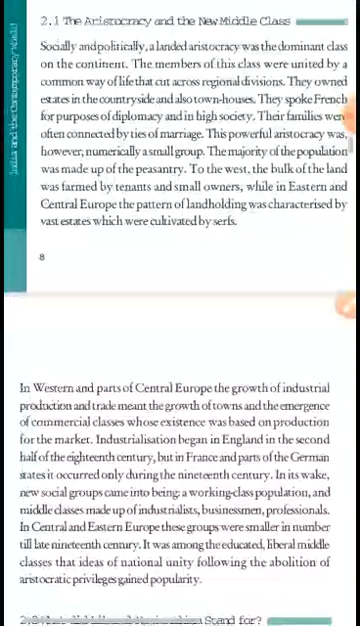 2.1 The Aristocracy and the New Middle Class
India and the Contemporary World
Socially and politically, a landed aristocracy was the dominant class
on the continent. The members of this class were united by a
common way of life that cut across regional divisions. They owned
estates in the countryside and also town-houses. They spoke French
for purposes of diplomacy and in high society. Their families were
often connected by ties of marriage. This powerful aristocracy was,
however, numerically a small group. The majority of the population
was made up of the peasantry. To the west, the bulk of the land
was farmed by tenants and small owners, while in Eastern and
Central Europe the pattern of landholding was characterised by
vast estates which were cultivated by serfs.
8
In Western and parts of Central Europe the growth of industrial
production and trade meant the growth of towns and the emergence
of commercial classes whose existence was based on production
for the market. Industrialisation began in England in the second
half of the eighteenth century, but in France and parts of the German
states it occurred only during the nineteenth century. In its wake,
new social groups came into being: a working-class population, and
middle classes made up of industrialists, businessmen, professionals.
In Central and Eastern Europe these groups were smaller in number
till late nineteenth century. It was among the educated, liberal middle
classes that ideas of national unity following the abolition of
aristocratic privileges gained popularity.
Stand for?